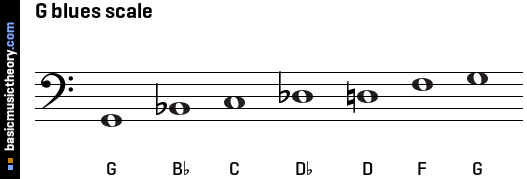 G blues scale
G B♭ C D♭ D F G
basicmusictheory.com